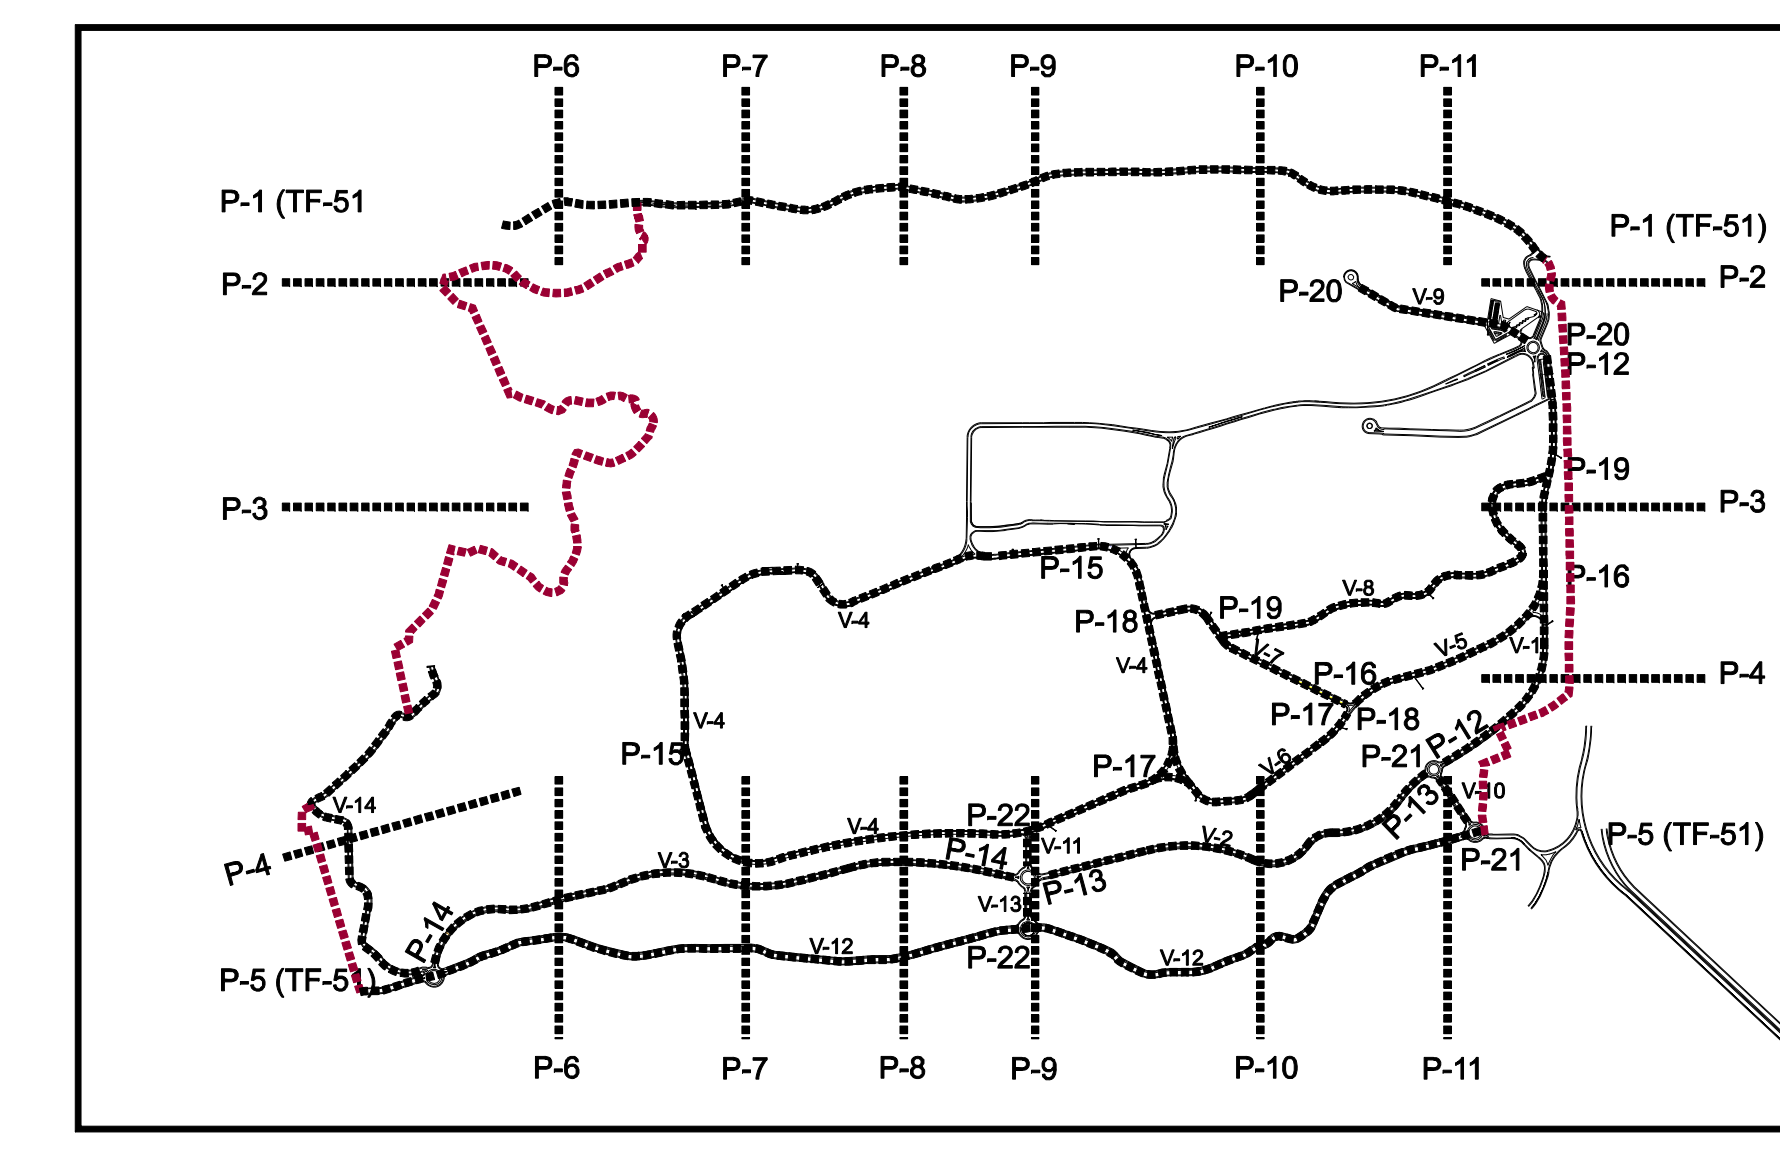 P-6 P-7 P-8 P-9 P-10 P-11
P-1 (TF-51
P-1 (TF-51)
P-2
P-2
P-20
V-9
P-20
P-12
P-19
P-3
P-3
P-15
P-16
V-8
P-19
V-4
P-18
V-5
V-1
V-7
V-4
P-16
P-4
V-4
P-17
P-18
P-12
P-15
P-21
P-17
V-6
V-10
V-14
P-13
P-22
V-4
V-2
P-5 (TF-51)
V-11
P-14
V-3
P-21
P-4
P-13
V-13
P-14
V-12
P-22
V-12
P-5 (TF-51)
P-6 P-7 P-8 P-9 P-10 P-11